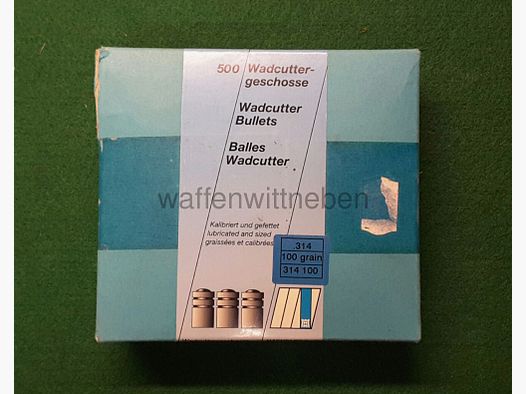 500 Wadcutter-
geschosse
Wadcutter
Bullets
Balles
Wadcutter
waffenwittneben
Kalibriert und gefettet
lubricated and sized
graissées et calibrées
.314
100 grain
314 100